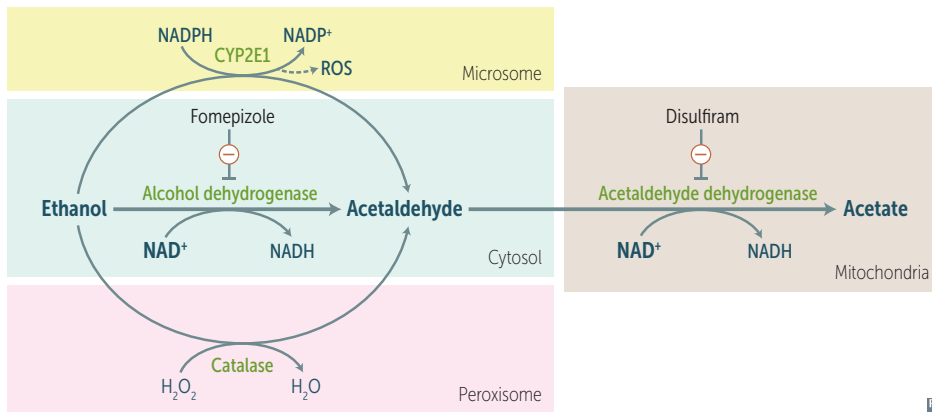 NADPH
NADP⁺
CYP2E1
ROS
Microsome
Fomepizole
Disulfiram
−
−
Alcohol dehydrogenase
Acetaldehyde dehydrogenase
Ethanol
Acetaldehyde
Acetate
NAD⁺
NADH
NAD⁺
NADH
Cytosol
Mitochondria
Catalase
H₂O₂
H₂O
Peroxisome